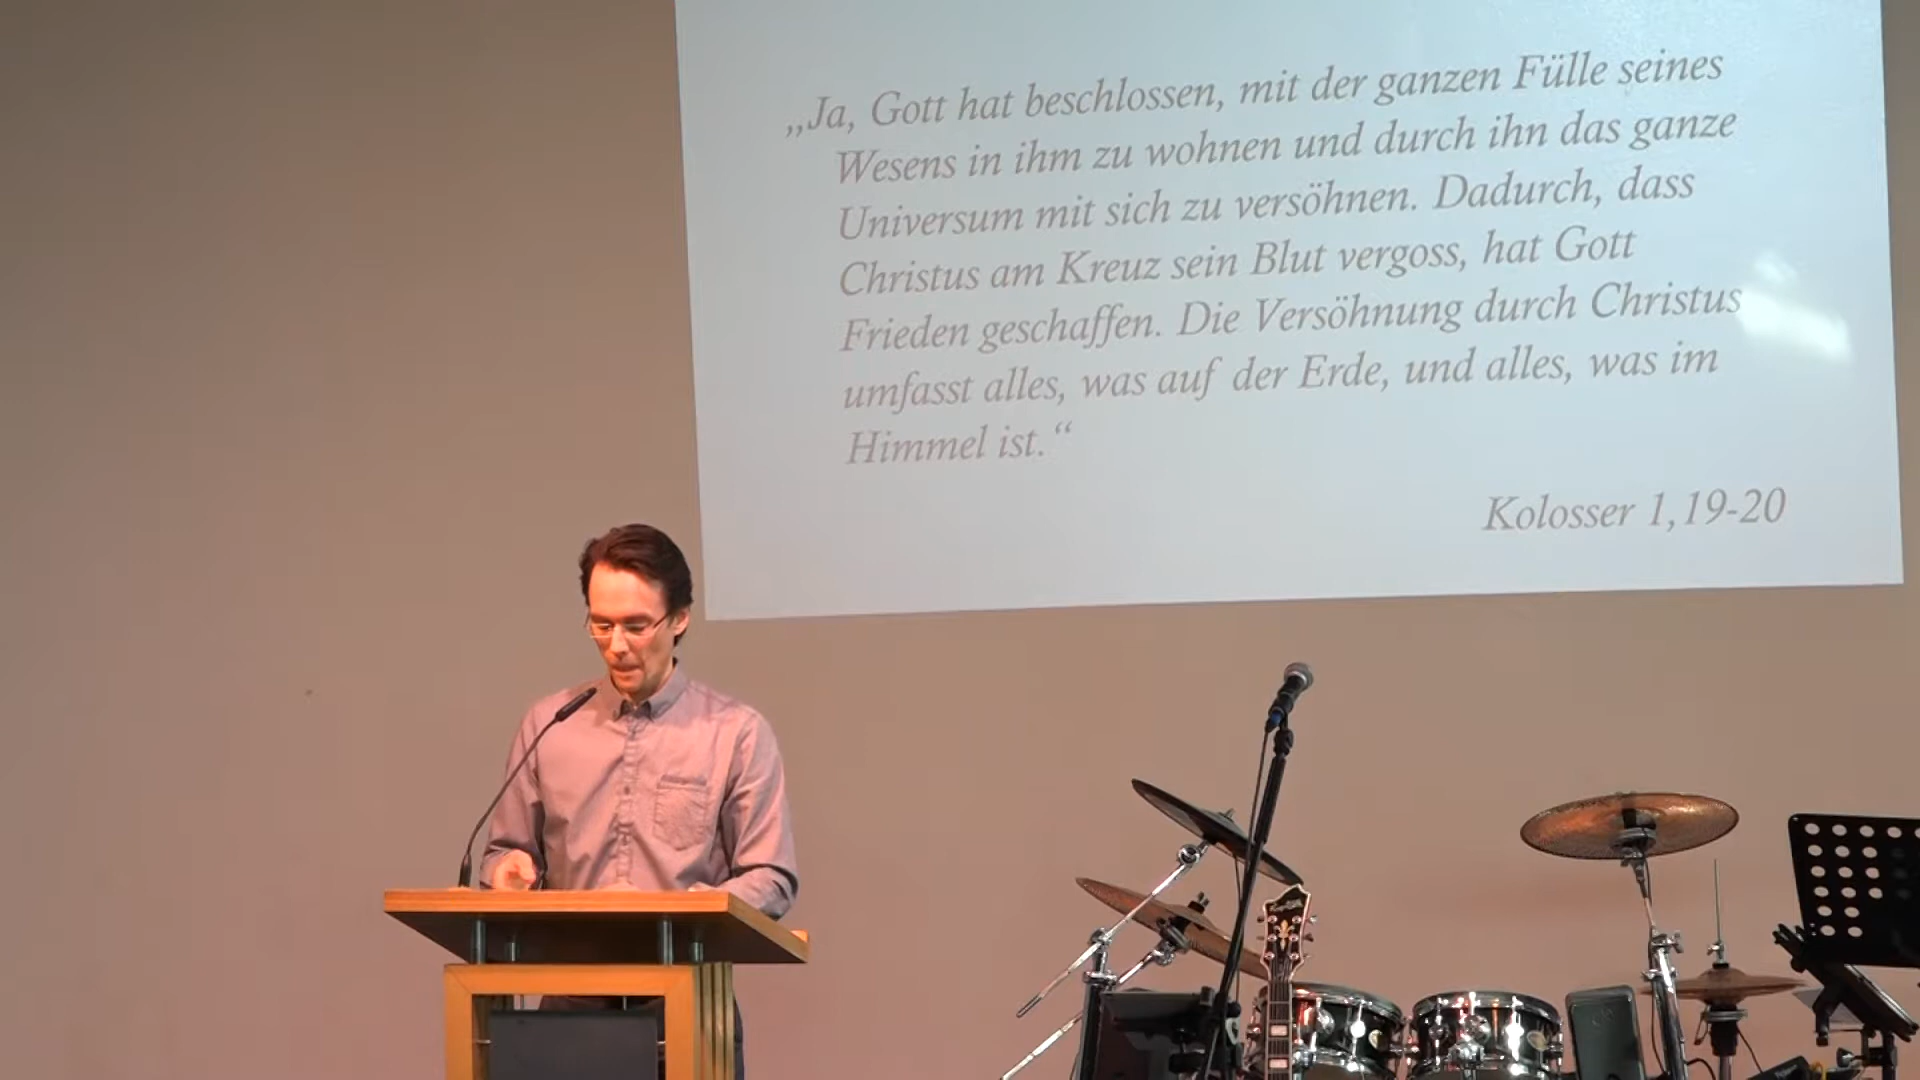 „Ja, Gott hat beschlossen, mit der ganzen Fülle seines
Wesens in ihm zu wohnen und durch ihn das ganze
Universum mit sich zu versöhnen. Dadurch, dass
Christus am Kreuz sein Blut vergoss, hat Gott
Frieden geschaffen. Die Versöhnung durch Christus
umfasst alles, was auf der Erde, und alles, was im
Himmel ist.“
Kolosser 1,19-20